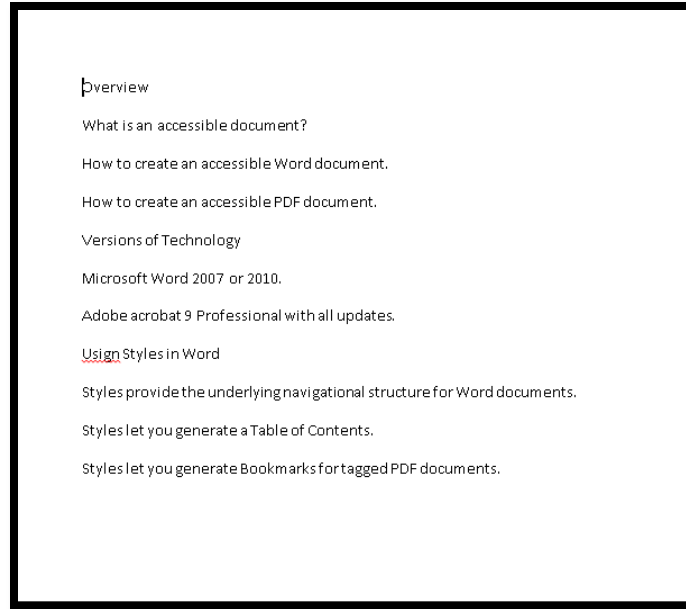 Overview
What is an accessible document?
How to create an accessible Word document.
How to create an accessible PDF document.
Versions of Technology
Microsoft Word 2007 or 2010.
Adobe acrobat 9 Professional with all updates.
Usign Styles in Word
Styles provide the underlying navigational structure for Word documents.
Styles let you generate a Table of Contents.
Styles let you generate Bookmarks for tagged PDF documents.